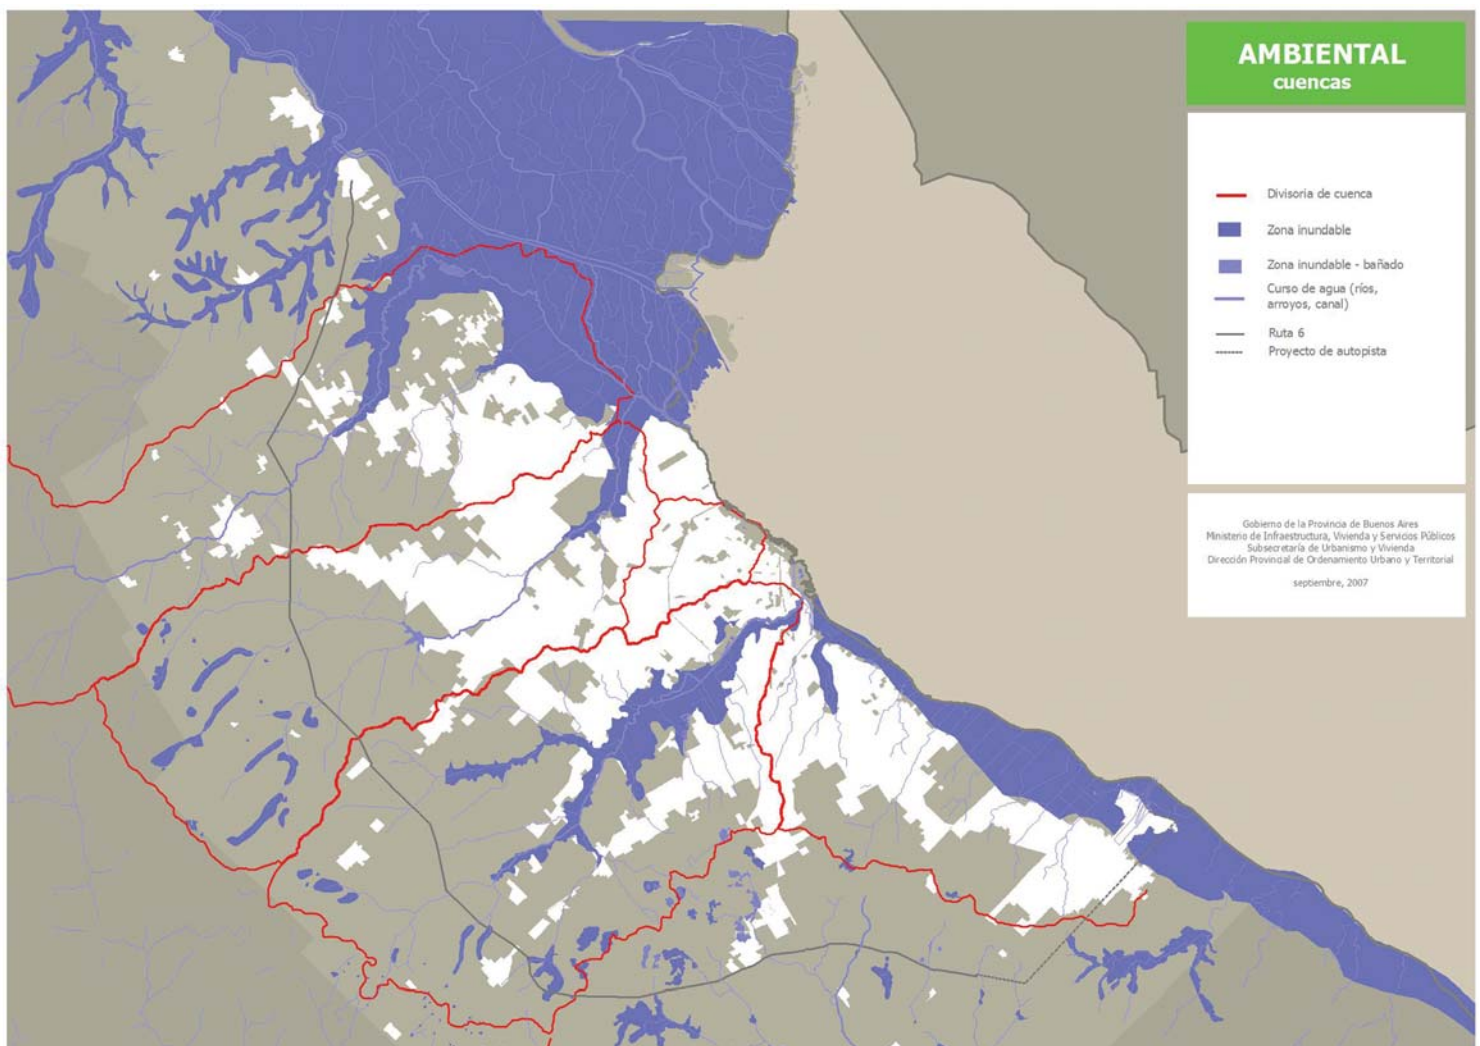 AMBIENTAL
cuencas
Divisoria de cuenca
Zona inundable
Zona inundable - bañado
Curso de agua (ríos,
arroyos, canal)
Ruta 6
Proyecto de autopista
Gobierno de la Provincia de Buenos Aires
Ministerio de Infraestructura, Vivienda y Servicios Públicos
Subsecretaría de Urbanismo y Vivienda
Dirección Provincial de Ordenamiento Urbano y Territorial
septiembre, 2007